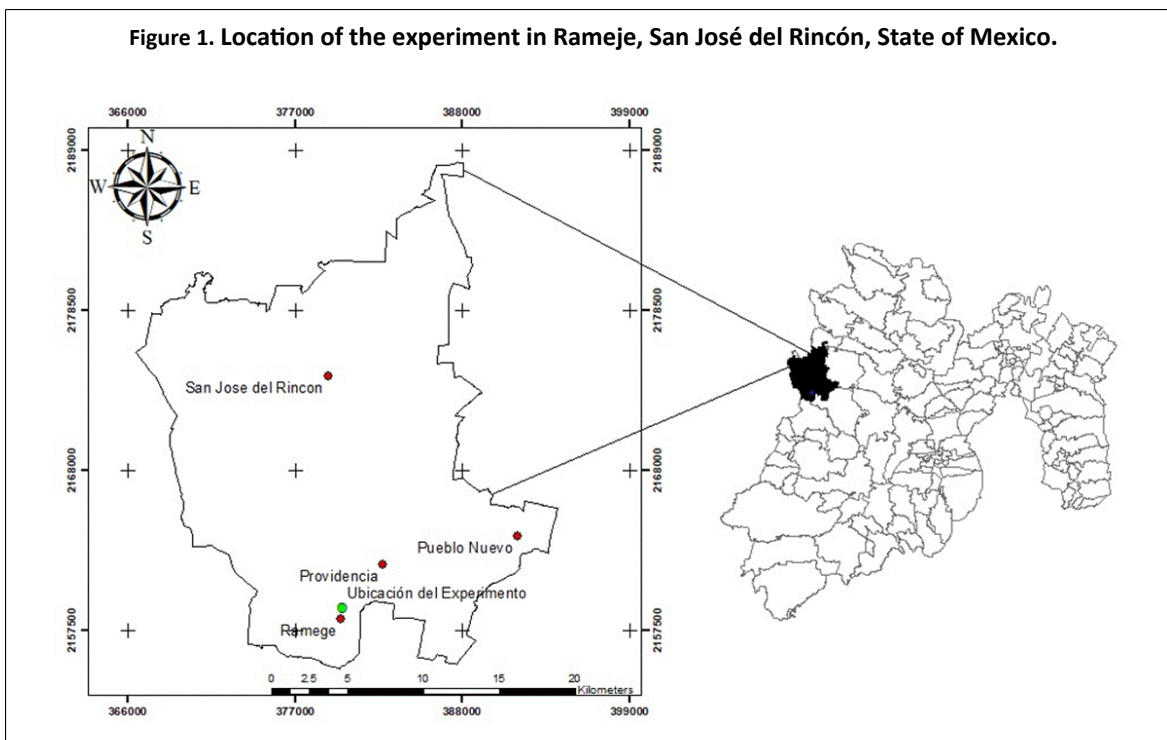 Figure 1. Location of the experiment in Rameje, San José del Rincón, State of Mexico.
366000 377000 388000 399000
2189000 2189000
N
W E
S
2178500 2178500
San Jose del Rincon
2168000 2168000
Pueblo Nuevo
Providencia
Ubicación del Experimento
Ramege
2157500 2157500
0 2.5 5 10 15 20
Kilometers
366000 377000 388000 399000